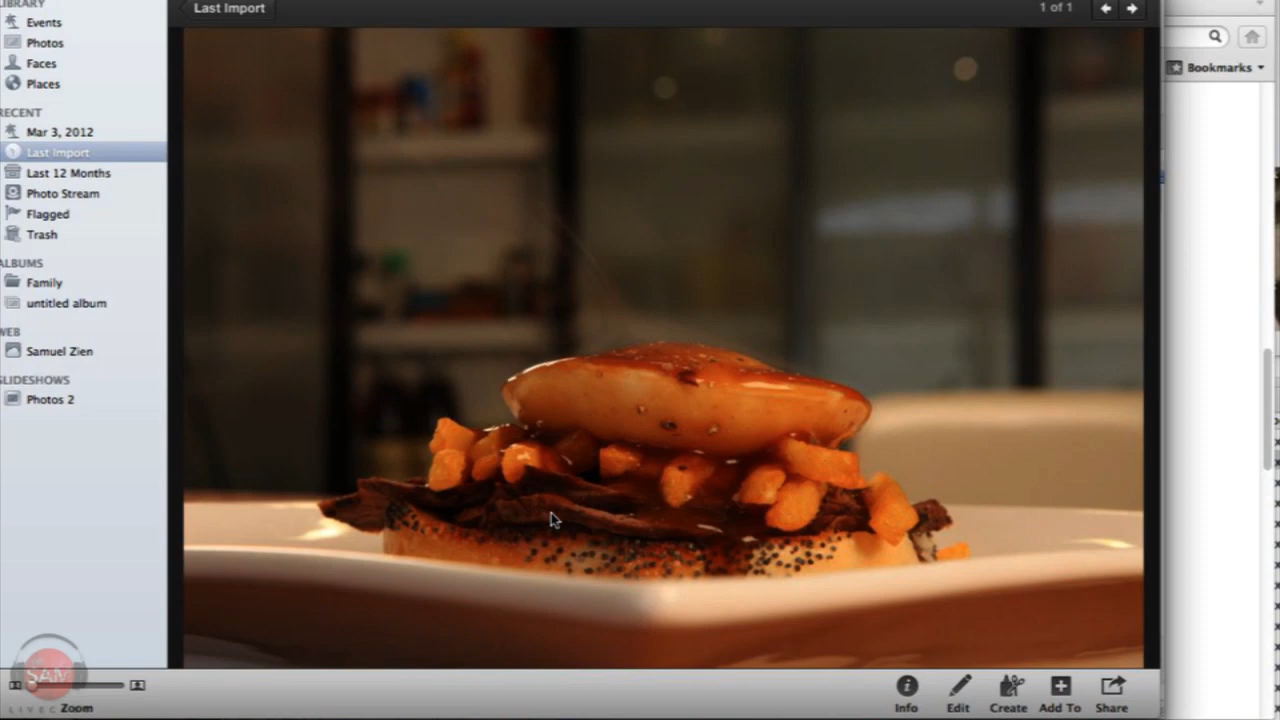 LIBRARY
Events
Photos
Faces
Places
RECENT
Mar 3, 2012
Last Import
Last 12 Months
Photo Stream
Flagged
Trash
ALBUMS
Family
untitled album
WEB
Samuel Zien
SLIDESHOWS
Photos 2
Last Import
1 of 1
Bookmarks
SAM
LIVEC
Zoom
Info
Edit
Create
Add To
Share